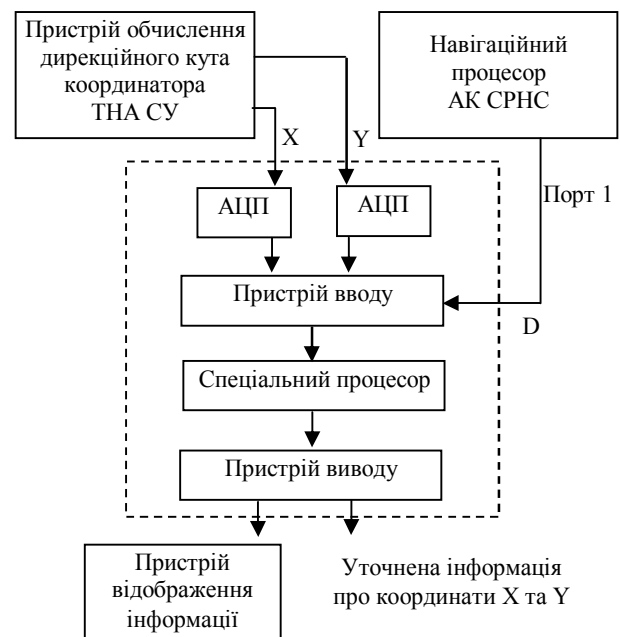 Пристрій обчислення
дирекційного кута
координатора
ТНА СУ
Навігаційний
процесор
АК СРНС
X
Y
Порт 1
АЦП
АЦП
Пристрій вводу
D
Спеціальний процесор
Пристрій виводу
Пристрій
відображення
інформації
Уточнена інформація
про координати X та Y